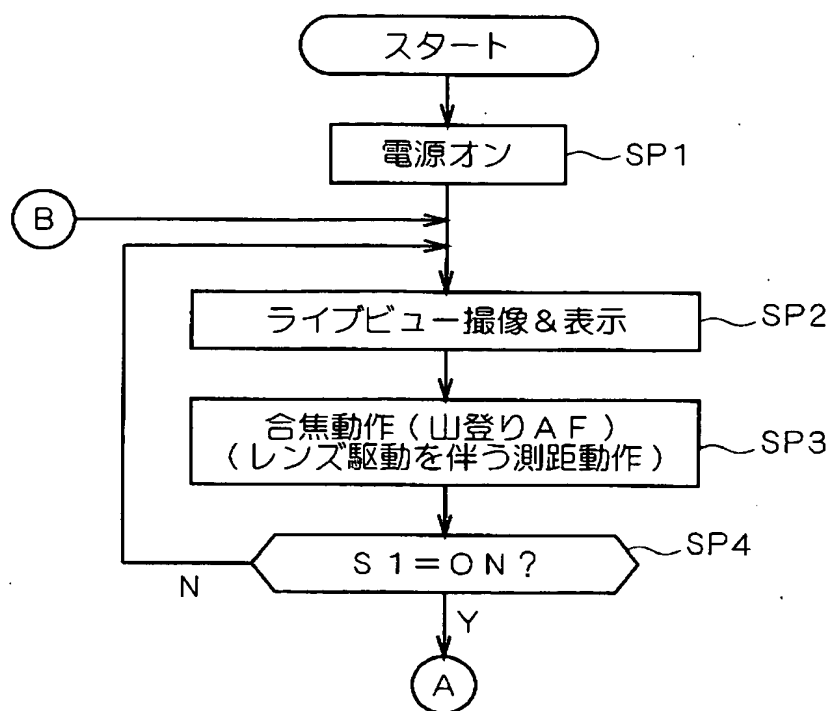 スタート
電源オン
SP1
B
ライブビュー撮像&表示
SP2
合焦動作(山登りAF)
(レンズ駆動を伴う測距動作)
SP3
S1=ON?
SP4
N
Y
A